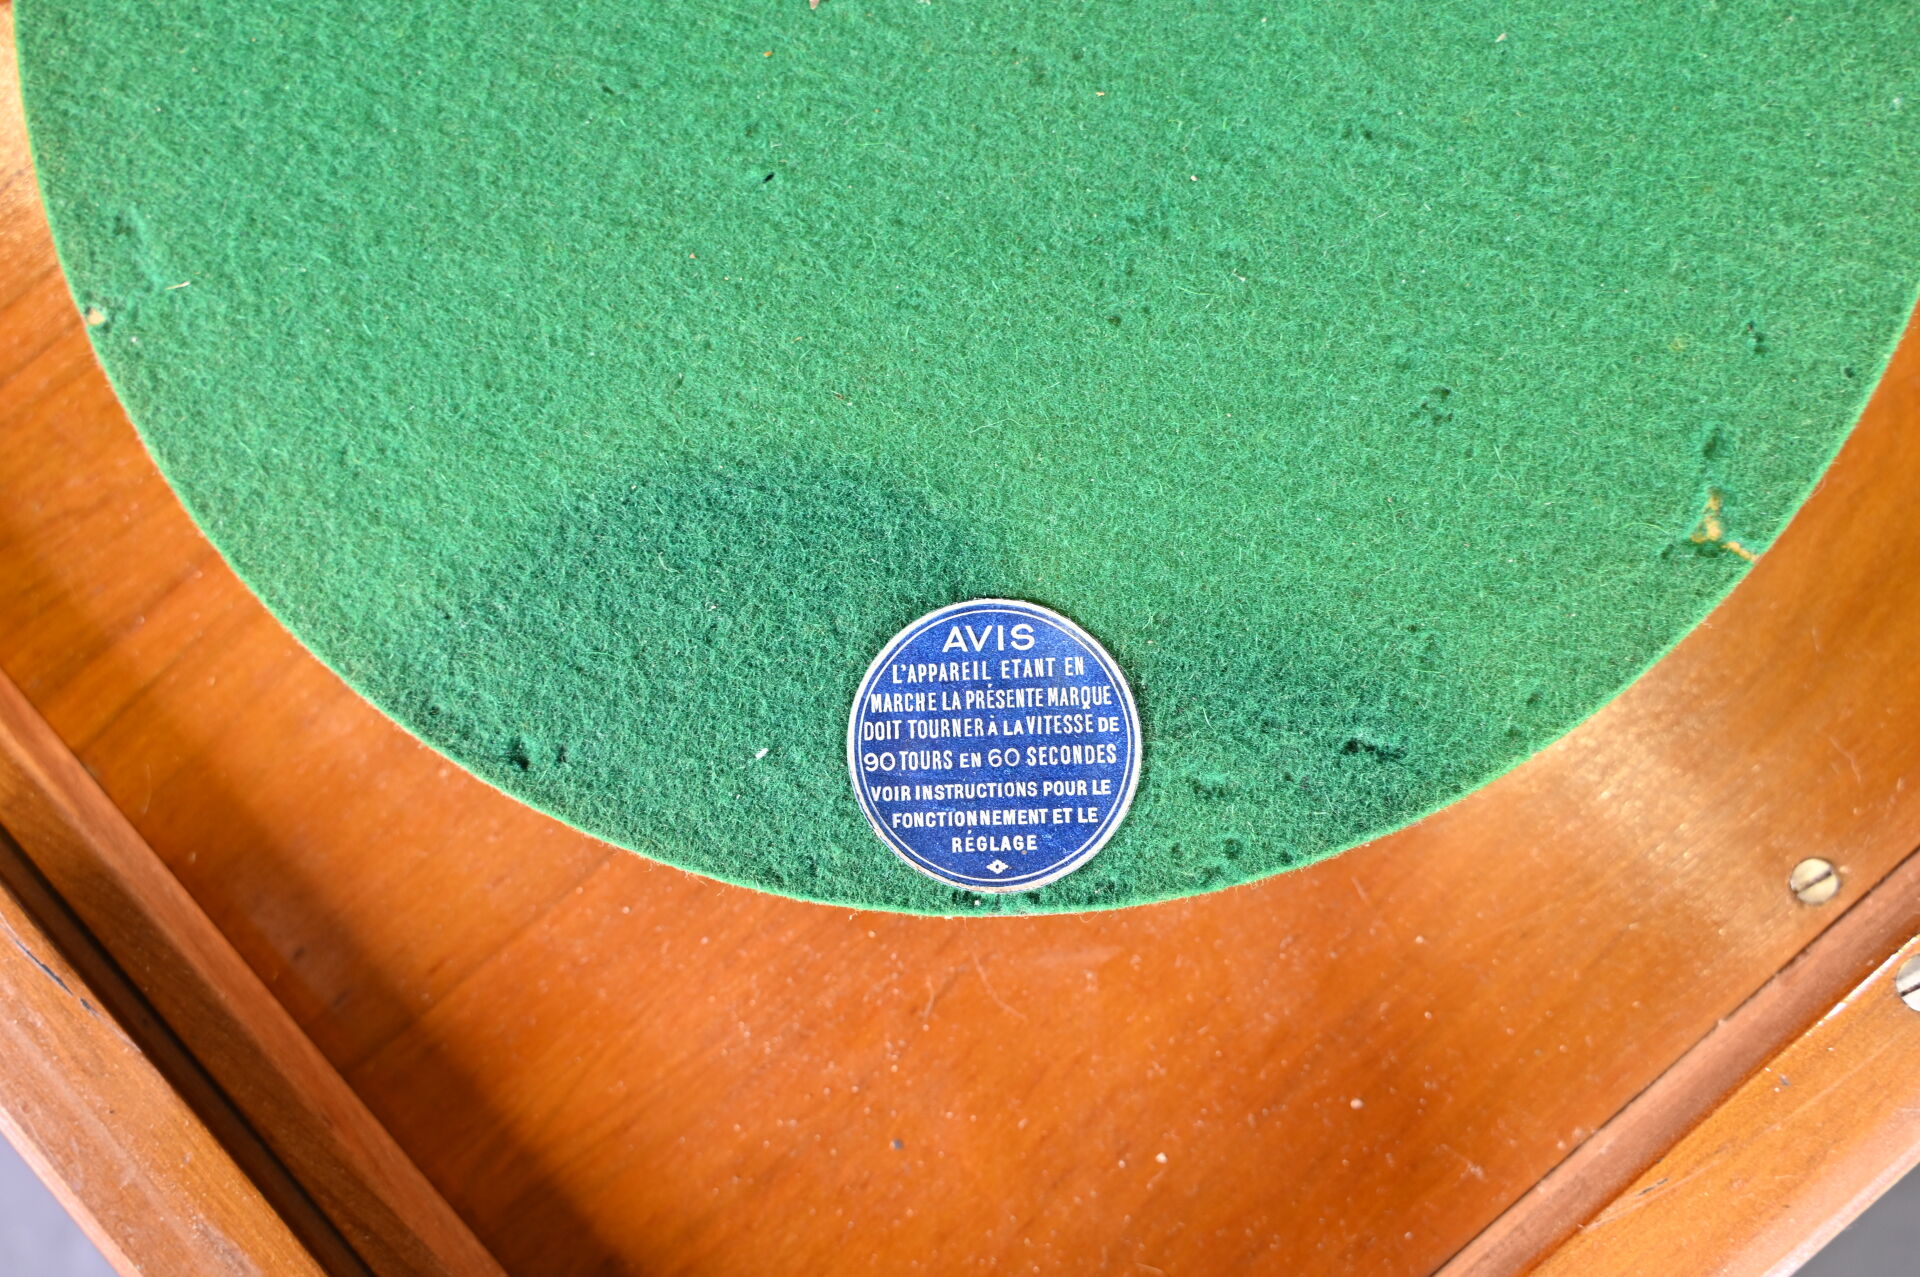 AVIS
L'APPAREIL ETANT EN
MARCHE LA PRÉSENTE MARQUE
DOIT TOURNER À LA VITESSE DE
90 TOURS EN 60 SECONDES
VOIR INSTRUCTIONS POUR LE
FONCTIONNEMENT ET LE
RÉGLAGE